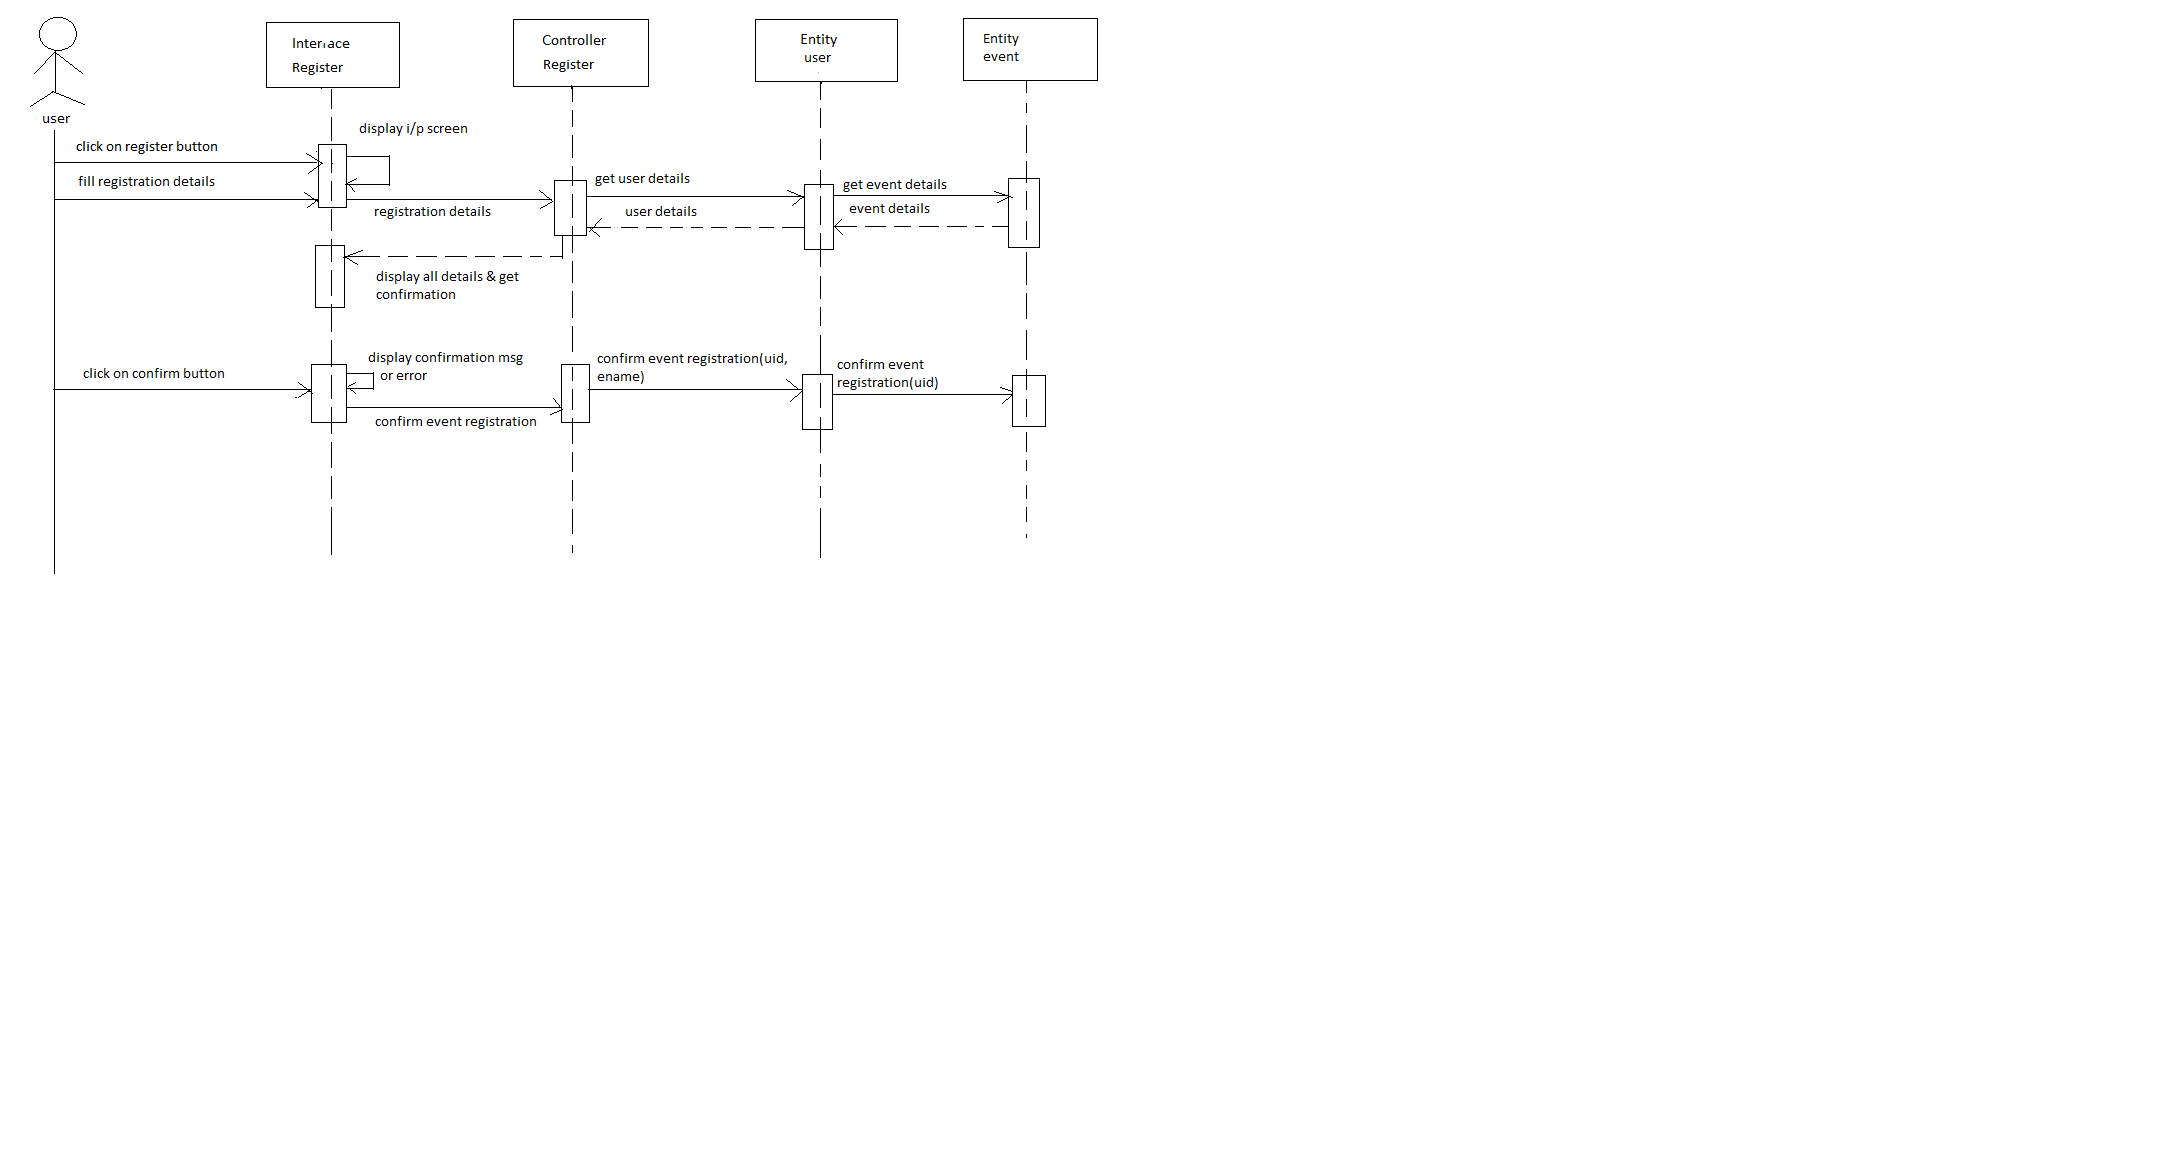 Interface
Register
Controller
Register
Entity
user
Entity
event
user
display i/p screen
click on register button
fill registration details
get user details
get event details
registration details
user details
event details
display all details & get
confirmation
click on confirm button
display confirmation msg
or error
confirm event registration(uid,
ename)
confirm event
registration(uid)
confirm event registration